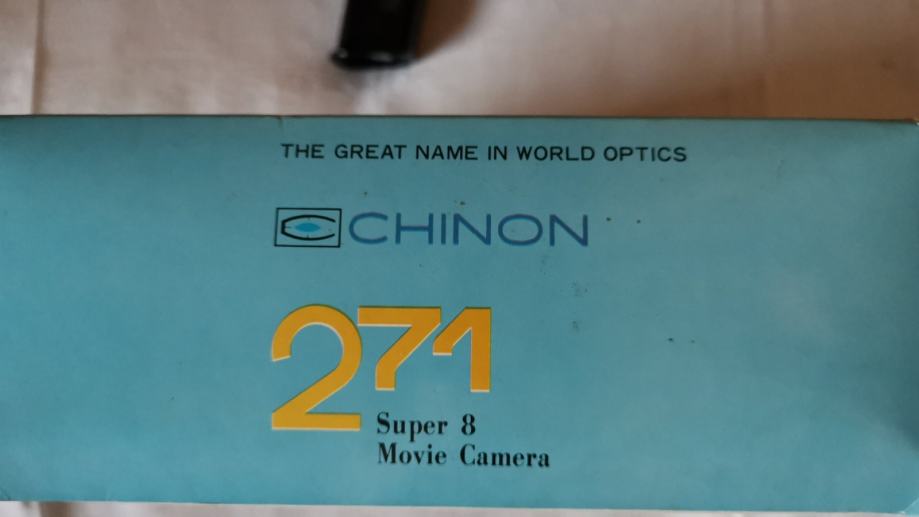 THE GREAT NAME IN WORLD OPTICS
CHINON
271
Super 8
Movie Camera